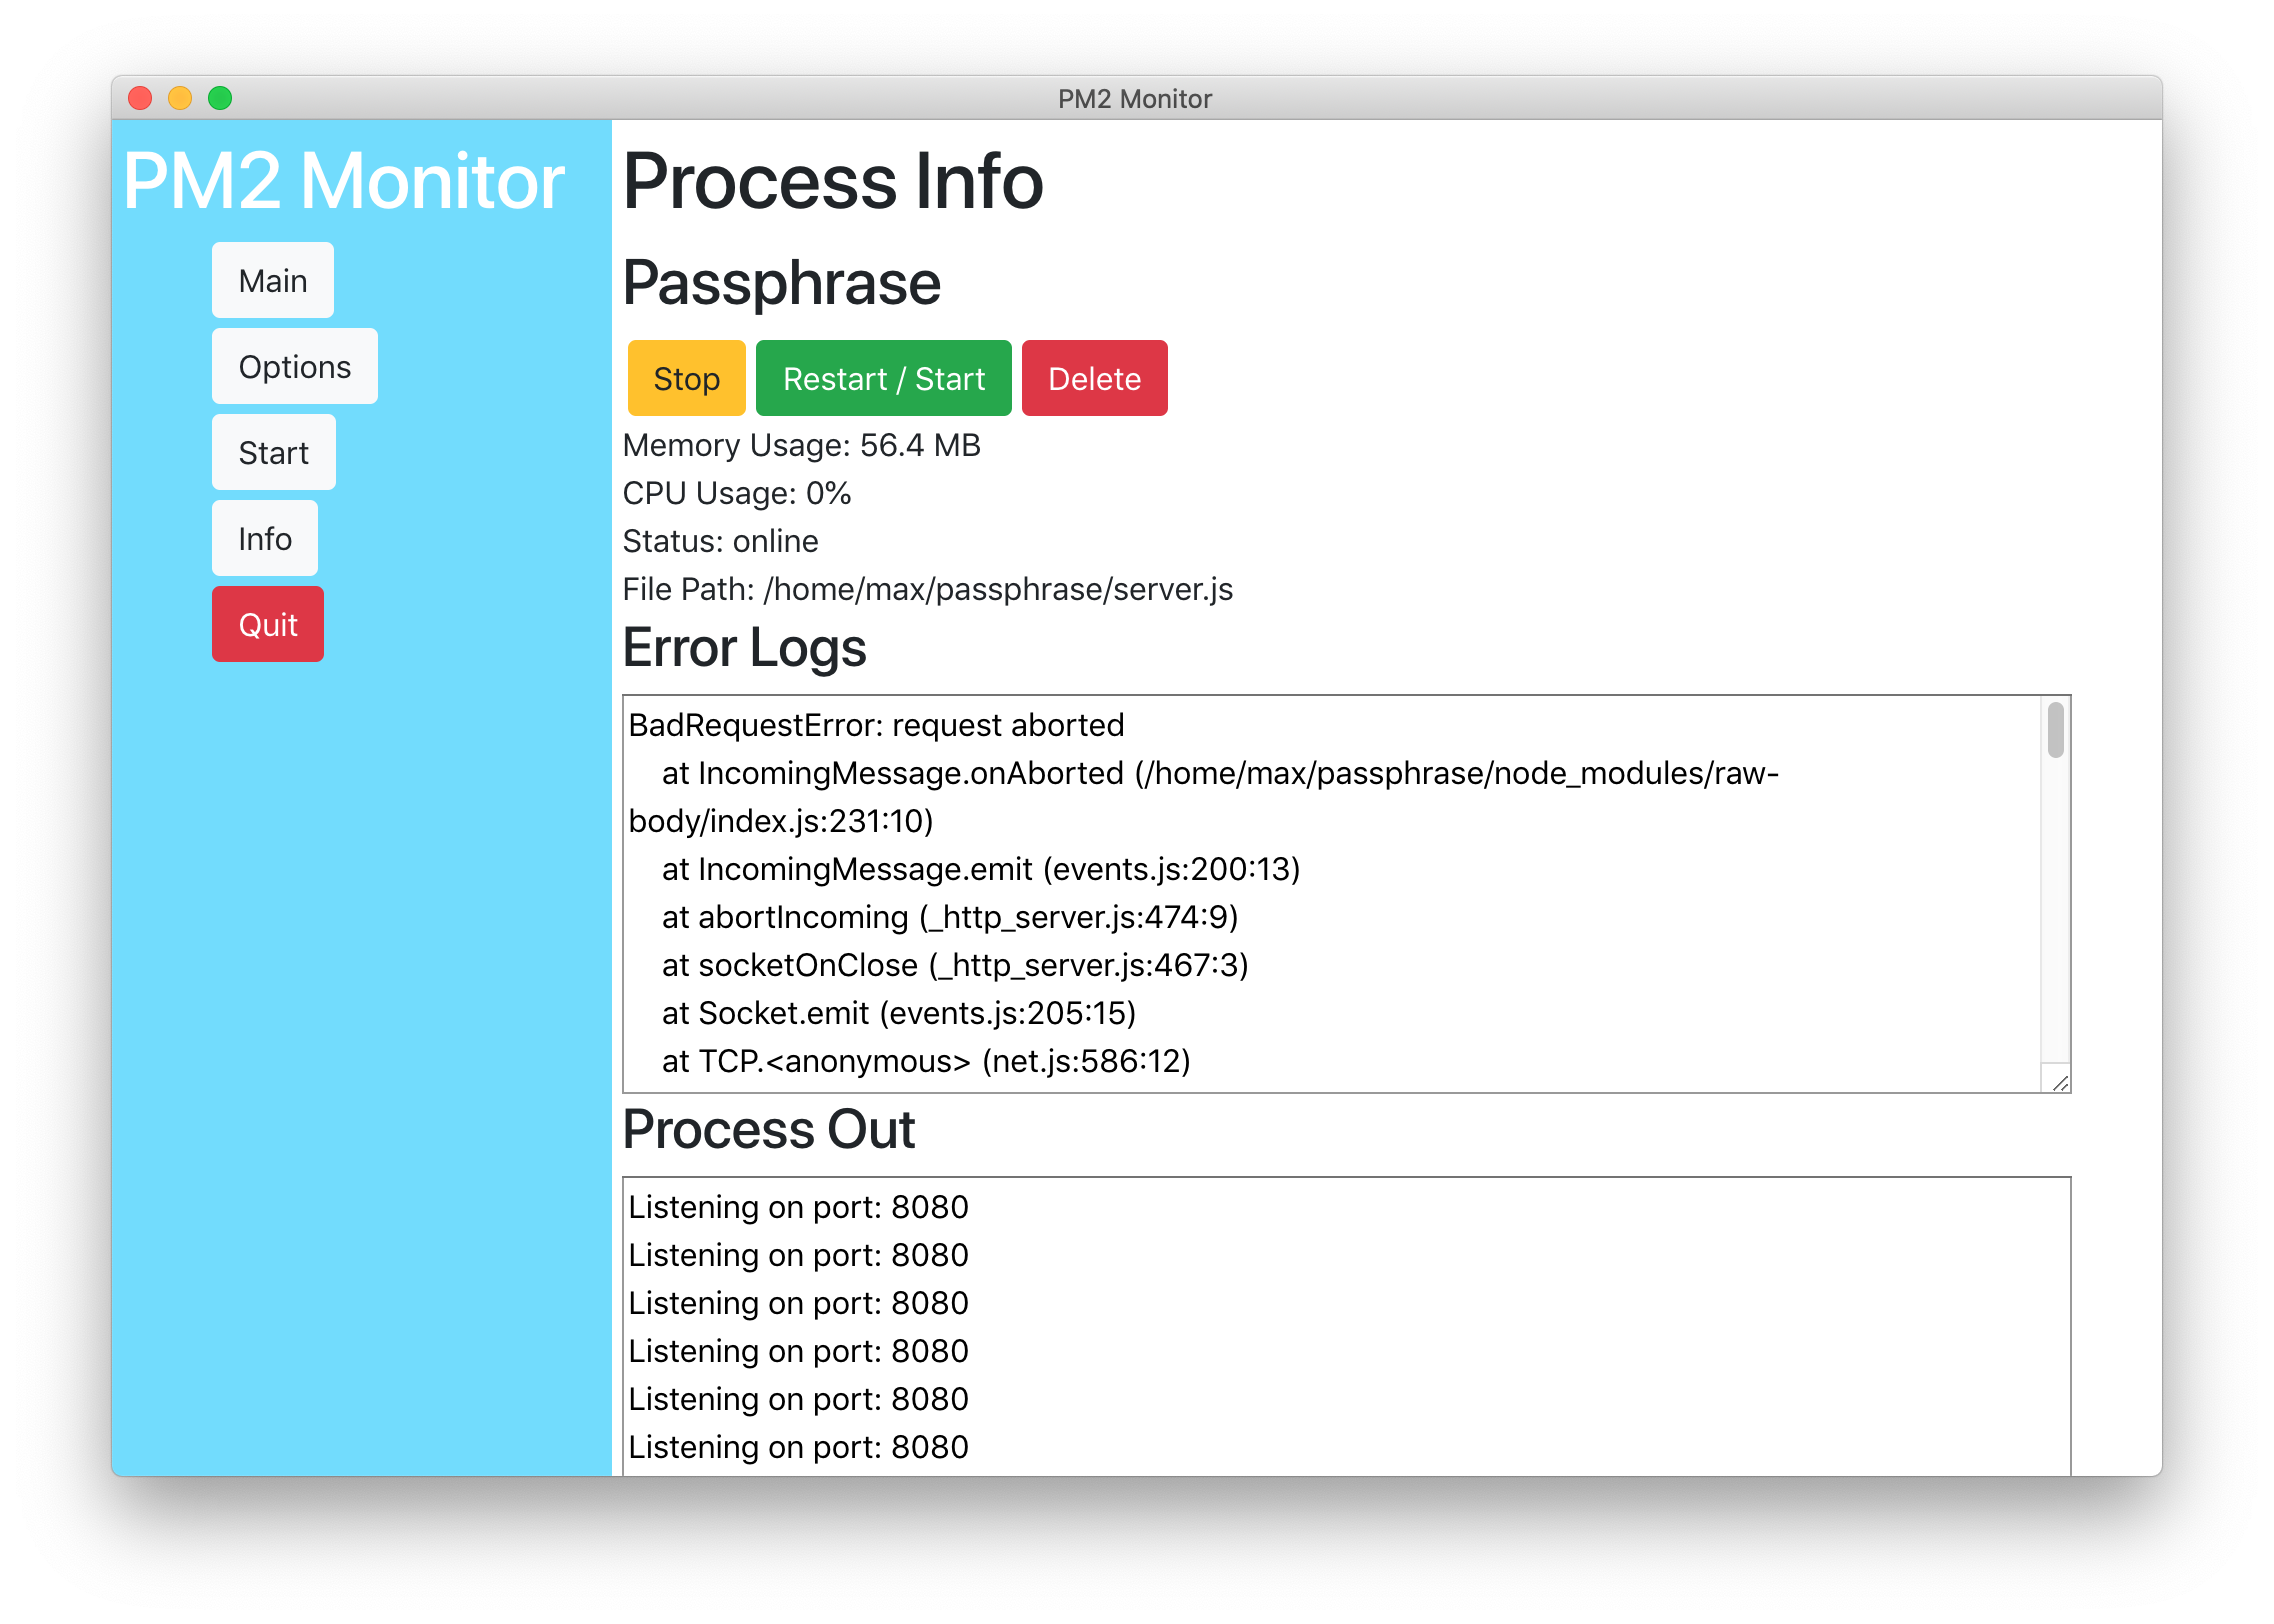 PM2 Monitor
PM2 Monitor
Main
Options
Start
Info
Quit
Process Info
Passphrase
Stop Restart / Start Delete
Memory Usage: 56.4 MB
CPU Usage: 0%
Status: online
File Path: /home/max/passphrase/server.js
Error Logs
BadRequestError: request aborted
    at IncomingMessage.onAborted (/home/max/passphrase/node_modules/raw-
body/index.js:231:10)
    at IncomingMessage.emit (events.js:200:13)
    at abortIncoming (_http_server.js:474:9)
    at socketOnClose (_http_server.js:467:3)
    at Socket.emit (events.js:205:15)
    at TCP.<anonymous> (net.js:586:12)
Process Out
Listening on port: 8080
Listening on port: 8080
Listening on port: 8080
Listening on port: 8080
Listening on port: 8080
Listening on port: 8080